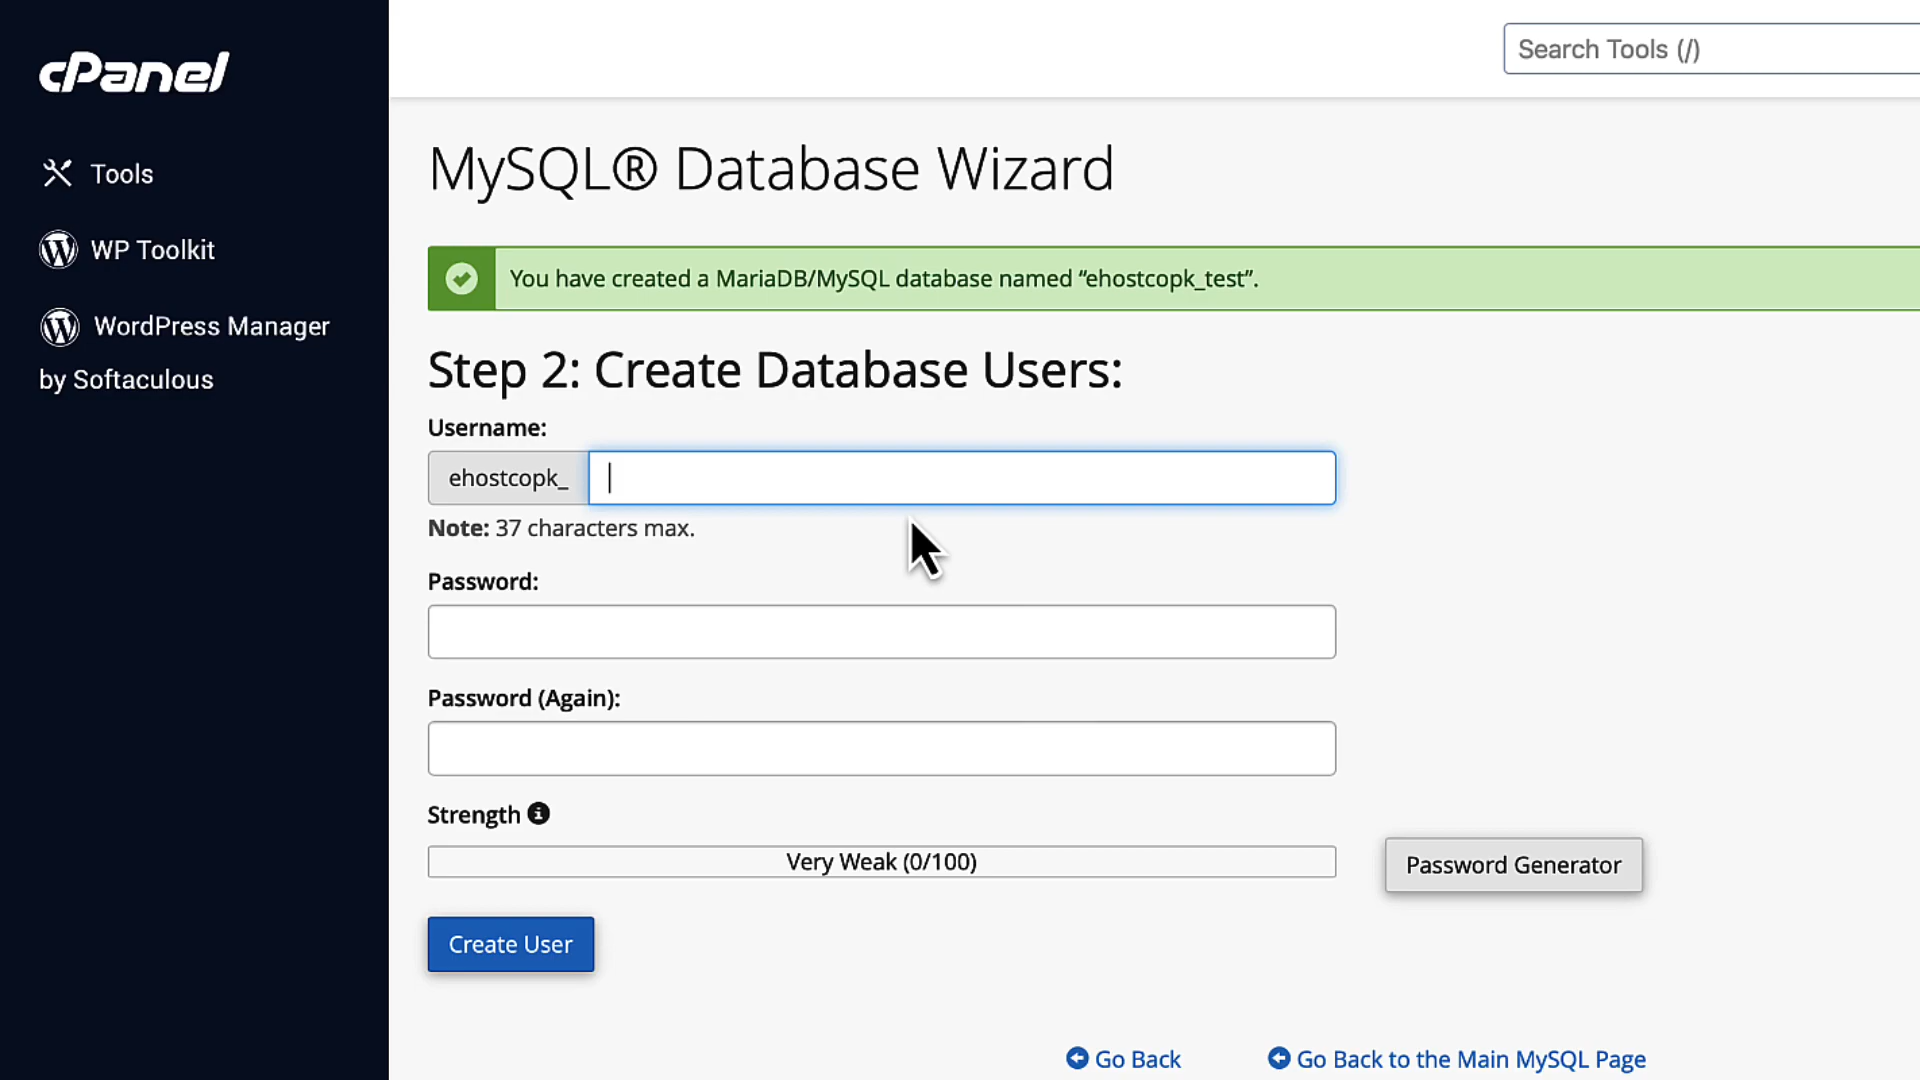 cPanel
Search Tools (/)
Tools
WP Toolkit
WordPress Manager
by Softaculous
MySQL® Database Wizard
You have created a MariaDB/MySQL database named “ehostcopk_test”.
Step 2: Create Database Users:
Username:
ehostcopk_
Note: 37 characters max.
Password:
Password (Again):
Strength
Very Weak (0/100)
Password Generator
Create User
Go Back
Go Back to the Main MySQL Page